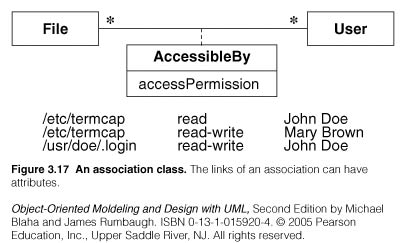 File * * User
AccessibleBy
accessPermission
/etc/termcap read John Doe
/etc/termcap read-write Mary Brown
/usr/doe/.login read-write John Doe
Figure 3.17 An association class. The links of an association can have
attributes.
Object-Oriented Moldeling and Design with UML, Second Edition by Michael
Blaha and James Rumbaugh. ISBN 0-13-1-015920-4. © 2005 Pearson
Education, Inc., Upper Saddle River, NJ. All rights reserved.